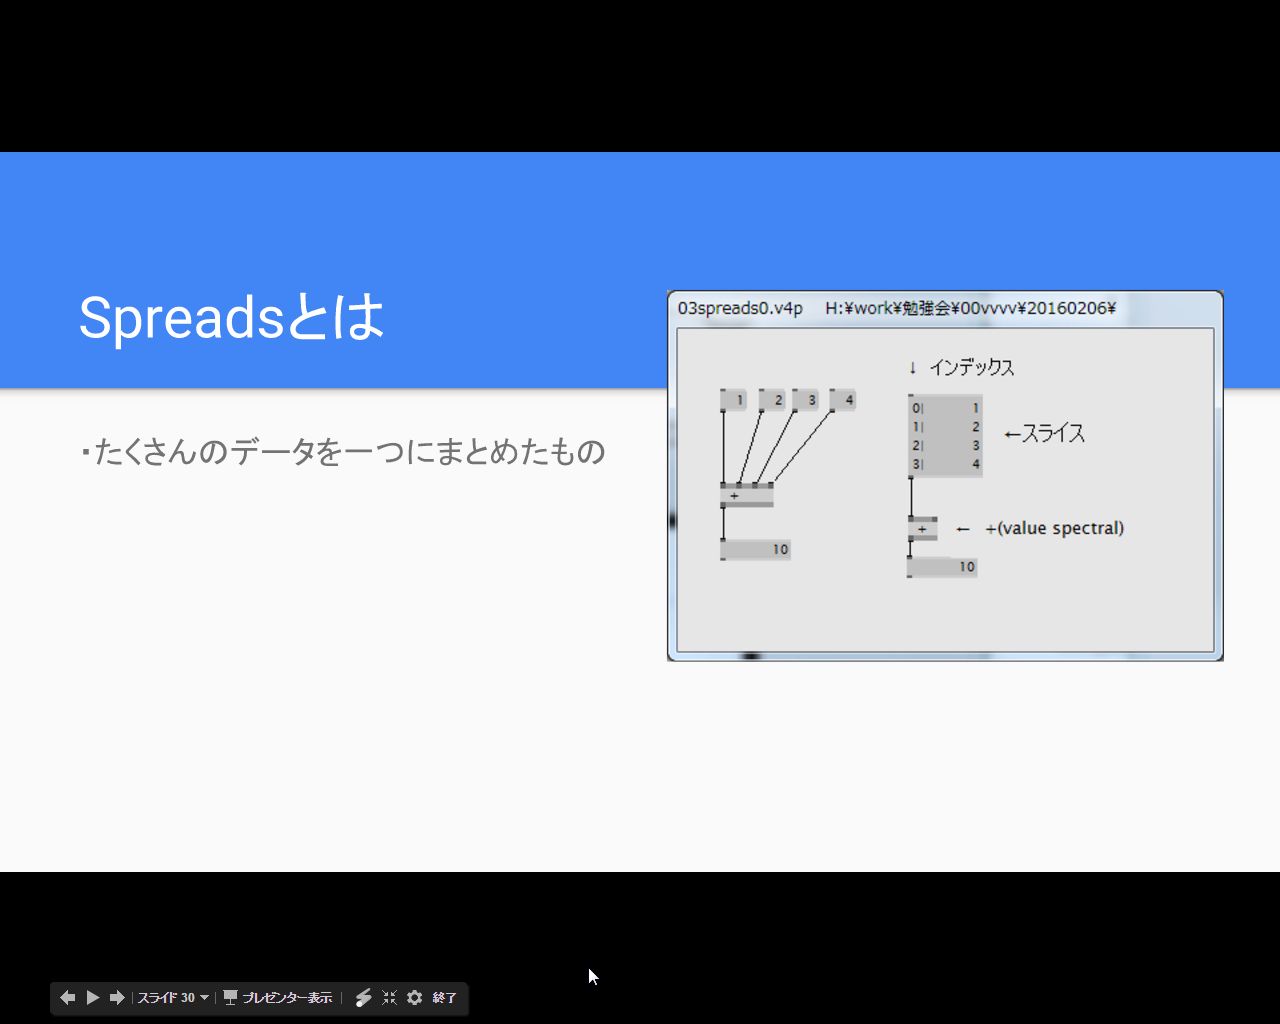 Spreadsとは
・たくさんのデータを一つにまとめたもの
03spreads0.v4p H:¥work¥勉強会¥00vvvv¥20160206¥
↓ インデックス
1 2 3 4
+
10
0| 1
1| 2
2| 3
3| 4
←スライス
+ ← +(value spectral)
10
スライド 30 プレゼンター表示 終了